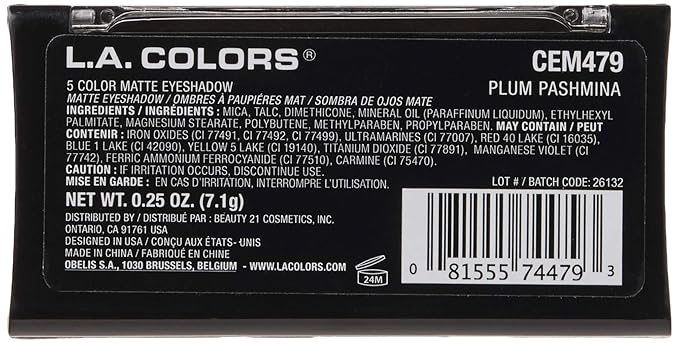 L.A. COLORS®
CEM479
5 COLOR MATTE EYESHADOW
PLUM PASHMINA
MATTE EYESHADOW / OMBRES À PAUPIÉRES MAT / SOMBRA DE OJOS MATE
INGREDIENTS / INGRÉDIENTS : MICA, TALC, DIMETHICONE, MINERAL OIL (PARAFFINUM LIQUIDUM), ETHYLHEXYL
PALMITATE, MAGNESIUM STEARATE, POLYBUTENE, METHYLPARABEN, PROPYLPARABEN. MAY CONTAIN / PEUT
CONTENIR : IRON OXIDES (CI 77491, CI 77492, CI 77499), ULTRAMARINES (CI 77007), RED 40 LAKE (CI 16035),
BLUE 1 LAKE (CI 42090), YELLOW 5 LAKE (CI 19140), TITANIUM DIOXIDE (CI 77891), MANGANESE VIOLET (CI
77742), FERRIC AMMONIUM FERROCYANIDE (CI 77510), CARMINE (CI 75470).
CAUTION : IF IRRITATION OCCURS, DISCONTINUE USE.
MISE EN GARDE : EN CAS D'IRRITATION, INTERROMPRE L'UTILISATION.
LOT # / BATCH CODE: 26132
NET WT. 0.25 OZ. (7.1g)
DISTRIBUTED BY / DISTRIBUÉ PAR : BEAUTY 21 COSMETICS, INC.
ONTARIO, CA 91761 USA
DESIGNED IN USA / CONÇU AUX ÉTATS-UNIS
MADE IN CHINA / FABRIQUÉ EN CHINE
OBELIS S.A., 1030 BRUSSELS, BELGIUM
WWW.LACOLORS.COM
24M
0 81555 74479 3